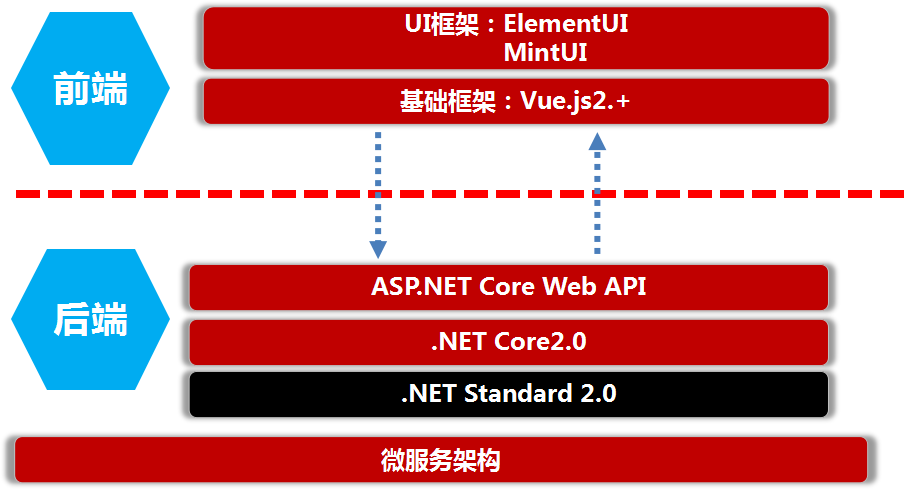 前端
UI框架：ElementUI
MintUI
基础框架：Vue.js2.+
后端
ASP.NET Core Web API
.NET Core2.0
.NET Standard 2.0
微服务架构